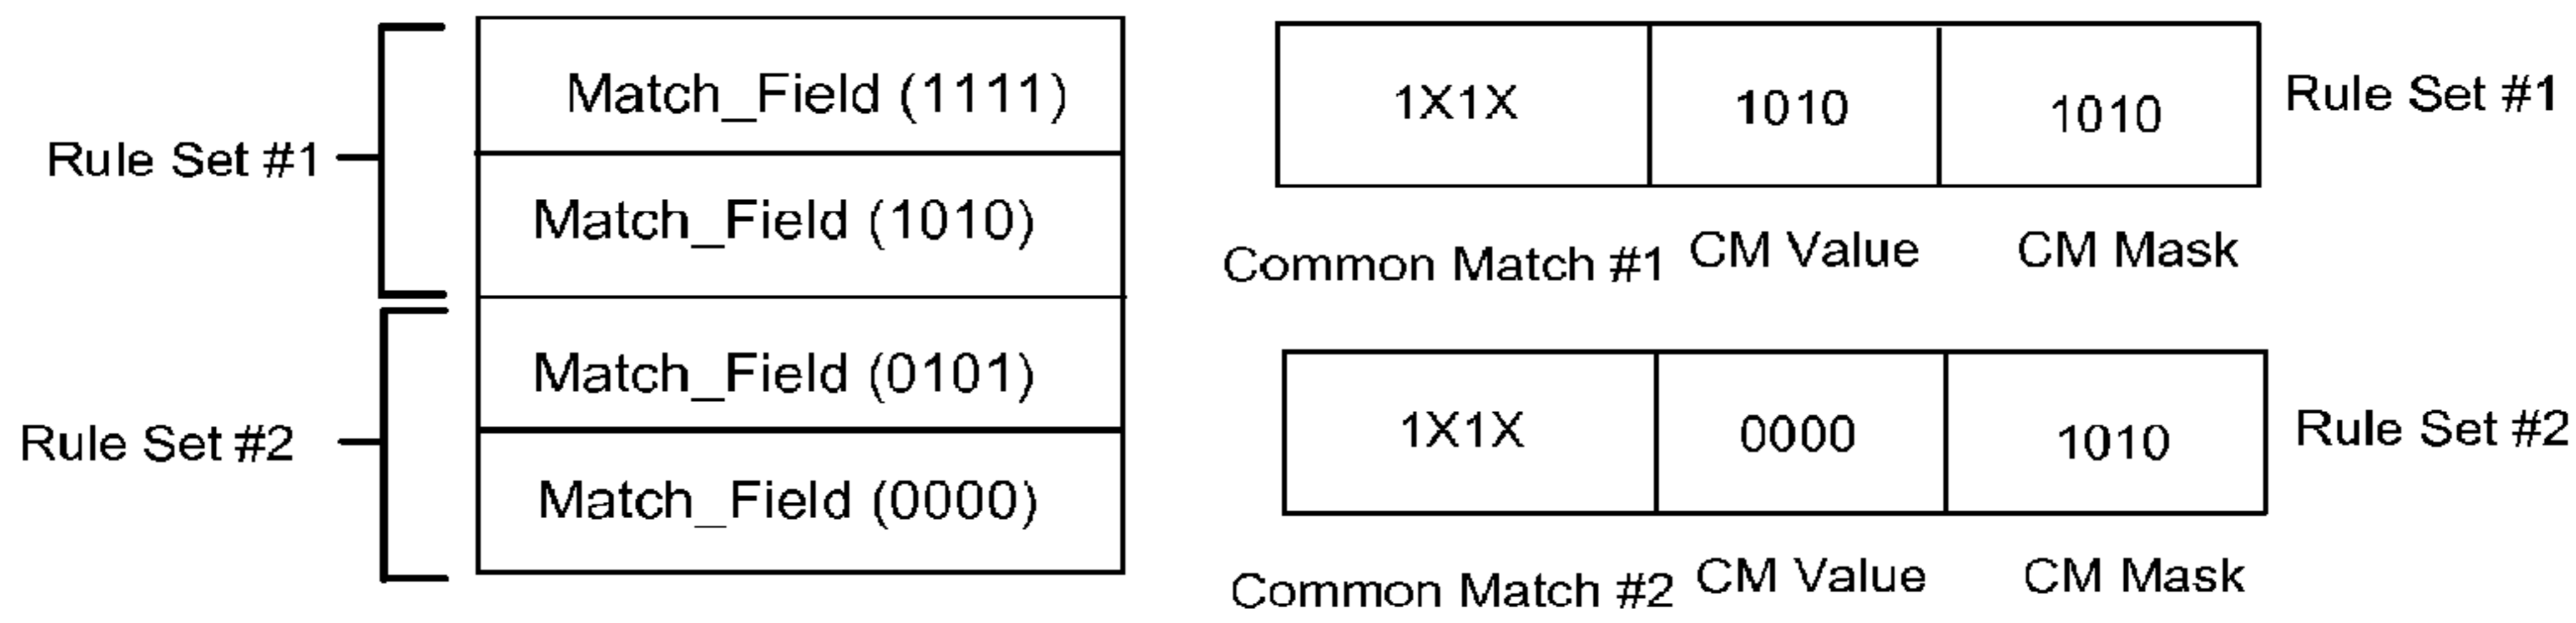 Rule Set #1
Match_Field (1111)
Match_Field (1010)
Rule Set #2
Match_Field (0101)
Match_Field (0000)
1X1X 1010 1010 Rule Set #1
Common Match #1 CM Value CM Mask
1X1X 0000 1010 Rule Set #2
Common Match #2 CM Value CM Mask